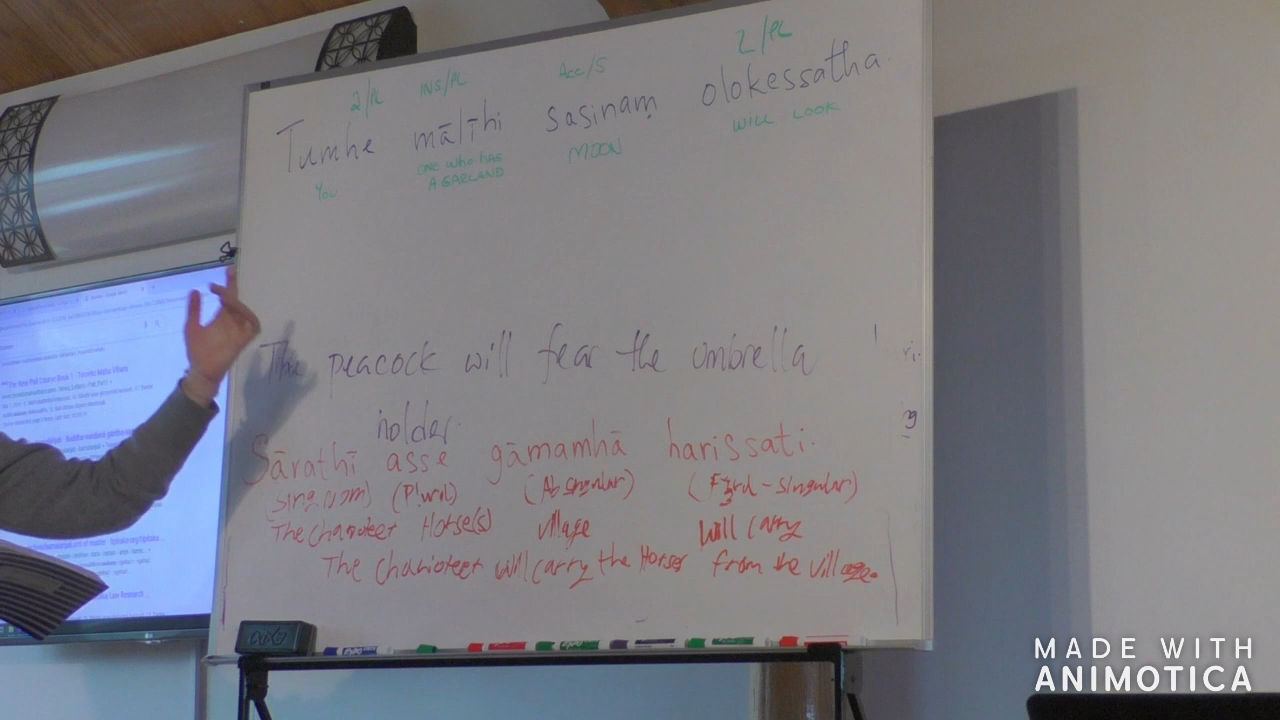 2/PL INS/PL Acc/S 2/PL
Tumhe mālīhi sasinaṃ olokessatha.
You ONE WHO HAS MOON WILL LOOK
A GARLAND
The peacock will fear the umbrella
holder.
Sārathī asse gāmamhā harissati.
(sing. nom) (Plural) (Ab singular) (F 3rd - singular)
The charioteer Horse(s) village will carry
The charioteer will carry the Horses from the village.
MADE WITH
ANIMOTICA